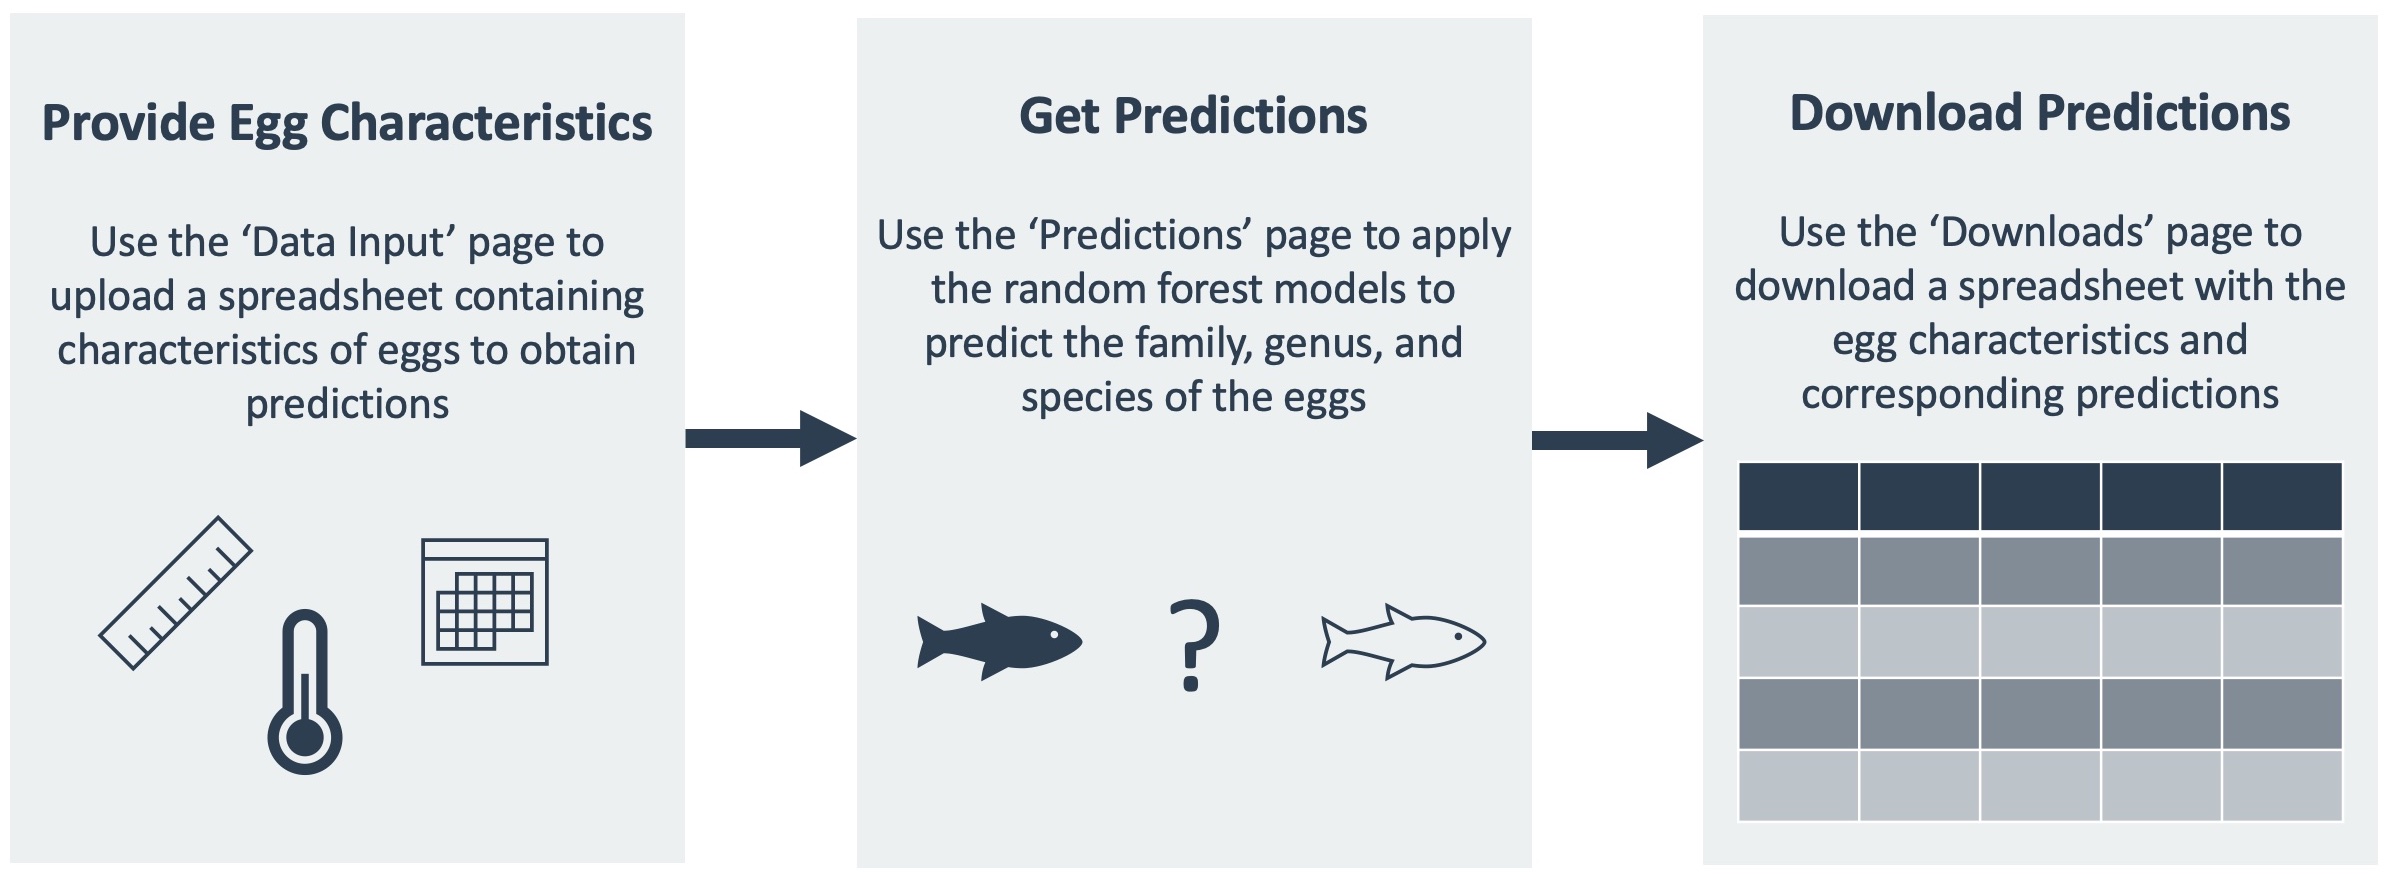 Provide Egg Characteristics
Use the ‘Data Input’ page to
upload a spreadsheet containing
characteristics of eggs to obtain
predictions
Get Predictions
Use the ‘Predictions’ page to apply
the random forest models to
predict the family, genus, and
species of the eggs
?
Download Predictions
Use the ‘Downloads’ page to
download a spreadsheet with the
egg characteristics and
corresponding predictions